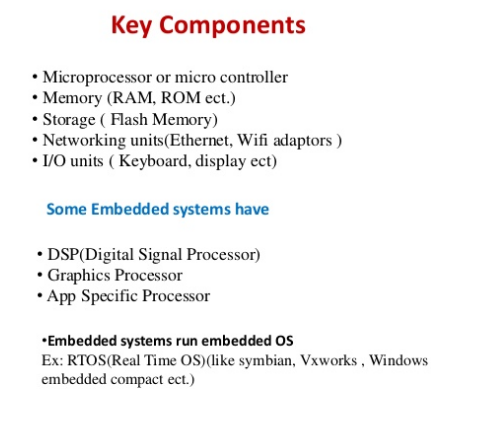 Key Components
• Microprocessor or micro controller
• Memory (RAM, ROM ect.)
• Storage ( Flash Memory)
• Networking units(Ethernet, Wifi adaptors )
• I/O units ( Keyboard, display ect)
Some Embedded systems have
• DSP(Digital Signal Processor)
• Graphics Processor
• App Specific Processor
•Embedded systems run embedded OS
Ex: RTOS(Real Time OS)(like symbian, Vxworks , Windows
embedded compact ect.)